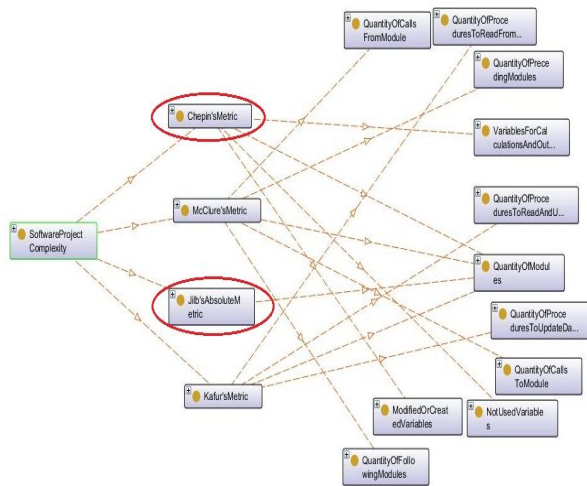 QuantityOfCalls
FromModule
QuantityOfProce
duresToReadFrom...
QuantityOfPrece
dingModules
Chepin'sMetric
VariablesForCal
culationsAndOut...
McClure'sMetric
QuantityOfProce
duresToReadAndU...
SoftwareProject
Complexity
QuantityOfModul
es
Jilb'sAbsoluteM
etric
QuantityOfProce
duresToUpdateDa...
QuantityOfCalls
ToModule
Kafur'sMetric
ModifiedOrCreat
edVariables
NotUsedVariable
s
QuantityOfFollo
wingModules